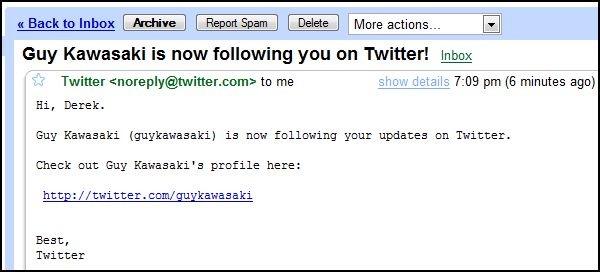 « Back to Inbox Archive Report Spam Delete More actions...
Guy Kawasaki is now following you on Twitter! Inbox
Twitter <noreply@twitter.com> to me show details 7:09 pm (6 minutes ago)
Hi, Derek.
Guy Kawasaki (guykawasaki) is now following your updates on Twitter.
Check out Guy Kawasaki's profile here:
http://twitter.com/guykawasaki
Best,
Twitter